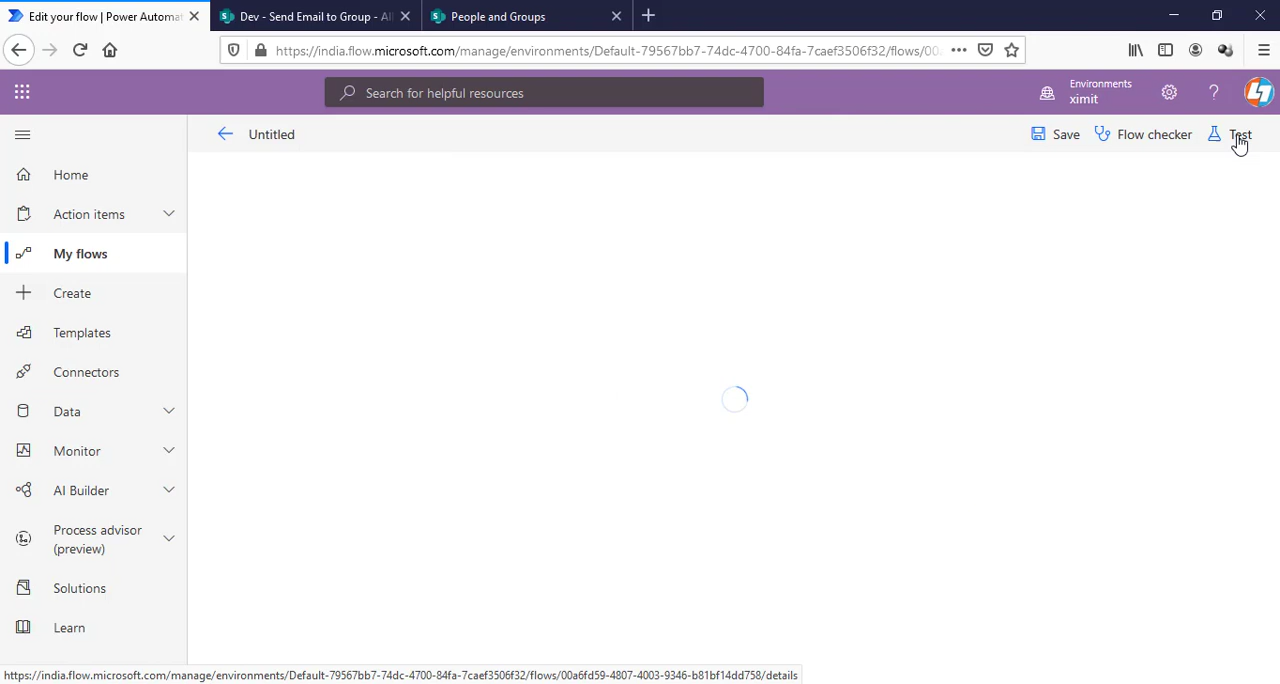 Edit your flow | Power Automat
Dev - Send Email to Group - All
People and Groups
https://india.flow.microsoft.com/manage/environments/Default-79567bb7-74dc-4700-84fa-7caef3506f32/flows/00
Search for helpful resources
Environments
ximit
Untitled
Save
Flow checker
Test
Home
Action items
My flows
Create
Templates
Connectors
Data
Monitor
AI Builder
Process advisor
(preview)
Solutions
Learn
https://india.flow.microsoft.com/manage/environments/Default-79567bb7-74dc-4700-84fa-7caef3506f32/flows/00a6fd59-4807-4003-9346-b81bf14dd758/details